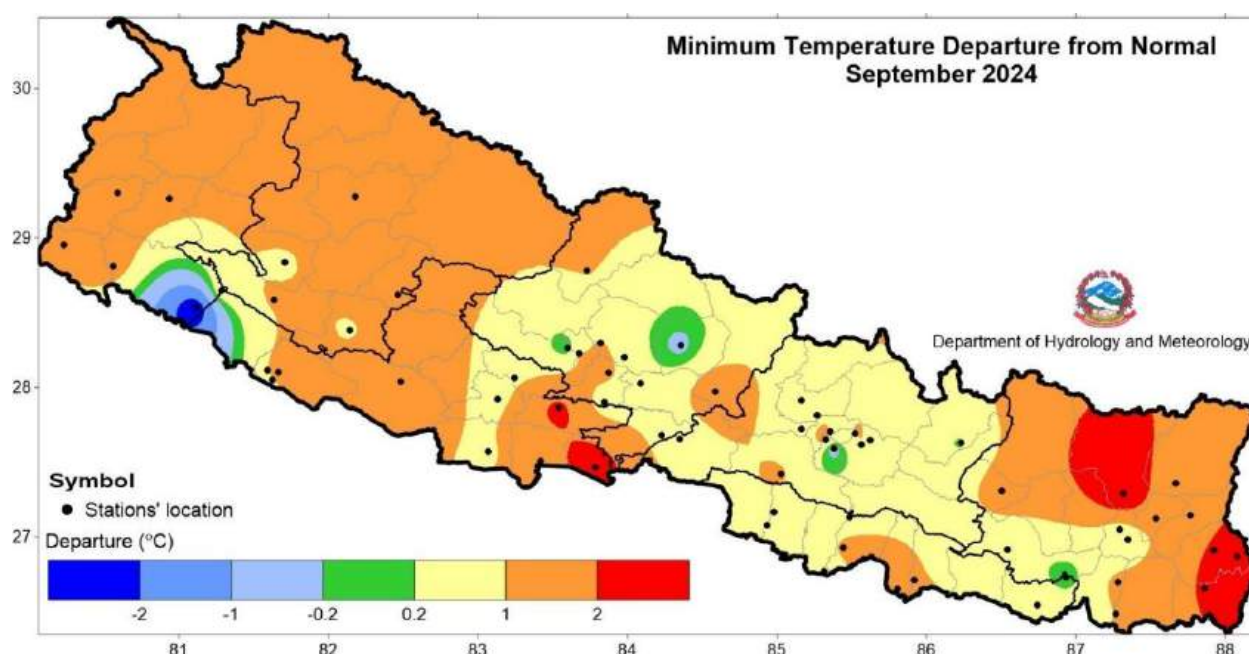 Minimum Temperature Departure from Normal
September 2024
30
29
28
27
Department of Hydrology and Meteorology
Symbol
Stations' location
Departure (°C)
-2 -1 -0.2 0.2 1 2
81 82 83 84 85 86 87 88